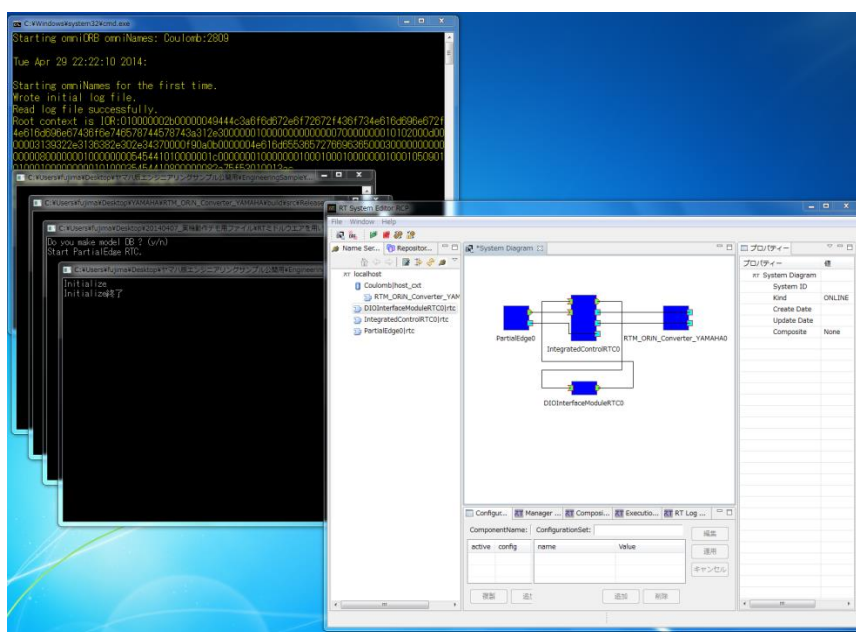 C:¥Windows¥system32¥cmd.exe
Starting omniORB omniNames: Coulomb:2809
Tue Apr 29 22:22:10 2014:
Starting omniNames for the first time.
Wrote initial log file.
Read log file successfully.
Do you make model DB ? (y/n)
Start PartialEdge RTC.
Initialize
Initialize終了
RT System Editor RCP
File Window Help
Name Ser...
Repositor...
localhost
Coulomb|host_cxt
RTM_ORiN_Converter_YAM
DIOInterfaceModuleRTC0|rtc
IntegratedControlRTC0|rtc
PartialEdge0|rtc
*System Diagram
PartialEdge0
IntegratedControlRTC0
RTM_ORiN_Converter_YAMAHA0
DIOInterfaceModuleRTC0
プロパティー
プロパティー 値
System Diagram
System ID
Kind ONLINE
Create Date
Update Date
Composite None
Configur...
Manager ...
Composi...
Executio...
RT Log ...
ComponentName: ConfigurationSet:
編集
active config name Value
適用
キャンセル
複製 追加 削除